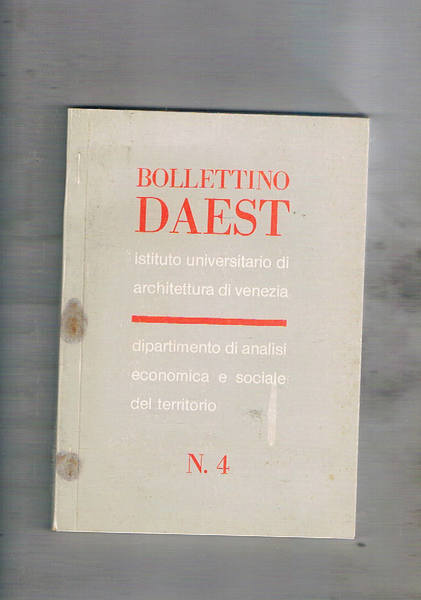 BOLLETTINO
DAEST
istituto universitario di
architettura di venezia
dipartimento di analisi
economica e sociale
del territorio
N. 4